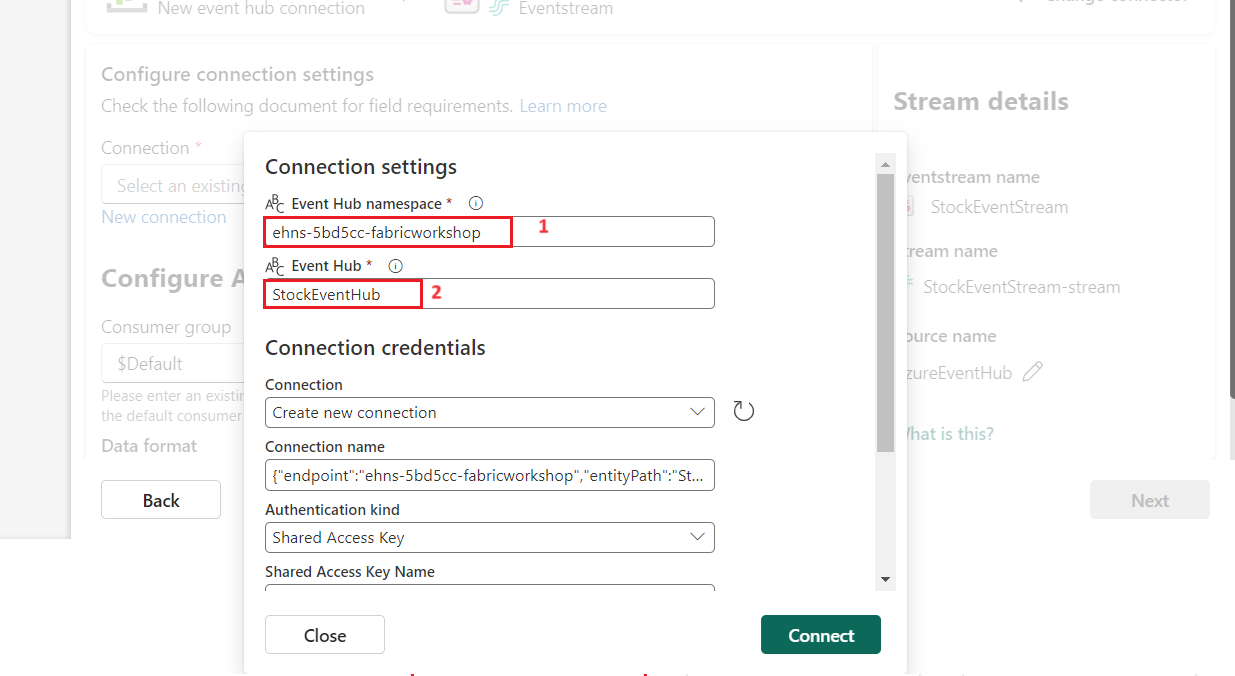 New event hub connection
Eventstream
Configure connection settings
Check the following document for field requirements. Learn more
Connection *
Select an existing
New connection
Configure A
Consumer group
$Default
Please enter an existin
the default consumer
Data format
Back
Connection settings
ABC Event Hub namespace *
ehns-5bd5cc-fabricworkshop 1
ABC Event Hub *
StockEventHub 2
Connection credentials
Connection
Create new connection
Connection name
{"endpoint":"ehns-5bd5cc-fabricworkshop","entityPath":"St...
Authentication kind
Shared Access Key
Shared Access Key Name
Close
Connect
Stream details
ventstream name
StockEventStream
ream name
StockEventStream-stream
ource name
zureEventHub
hat is this?
Next